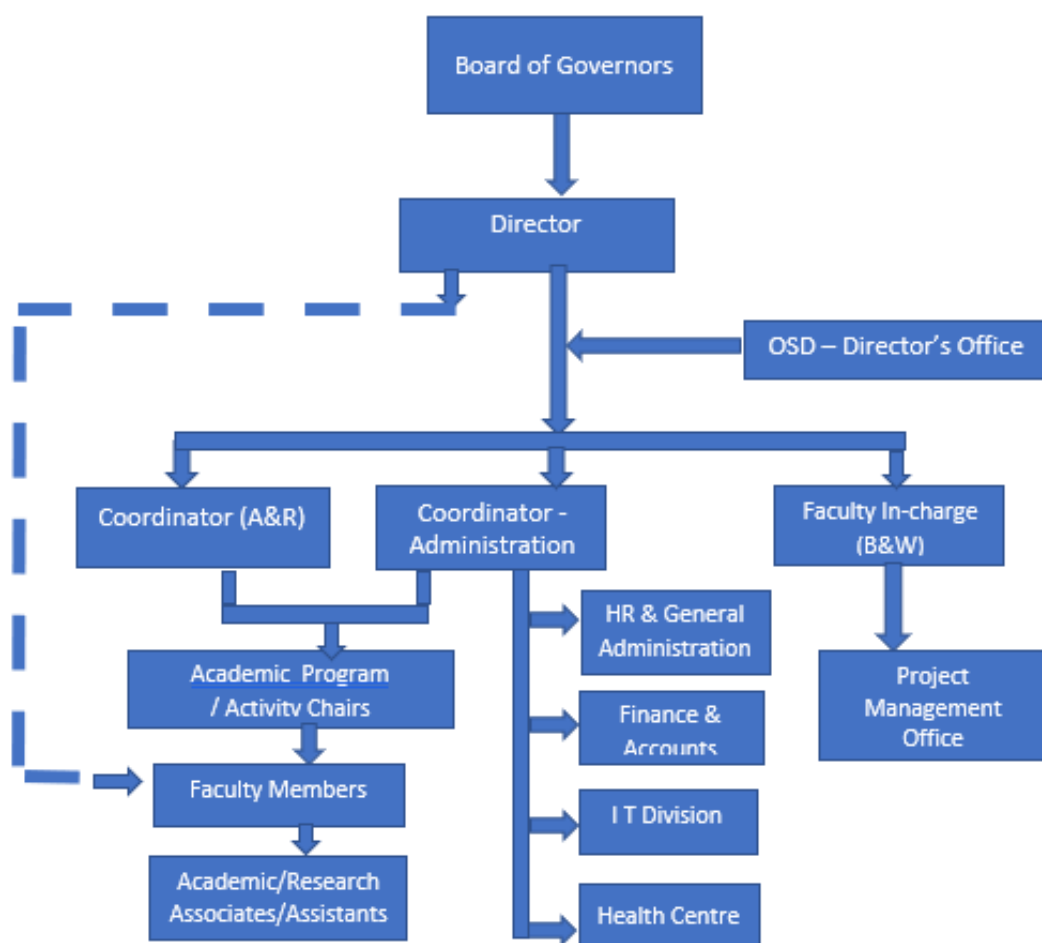 Board of Governors
Director
OSD – Director's Office
Coordinator (A&R)
Coordinator -
Administration
Faculty In-charge
(B&W)
HR & General
Administration
Academic Program
/ Activity Chairs
Project
Management
Office
Finance &
Accounts
Faculty Members
I T Division
Academic/Research
Associates/Assistants
Health Centre